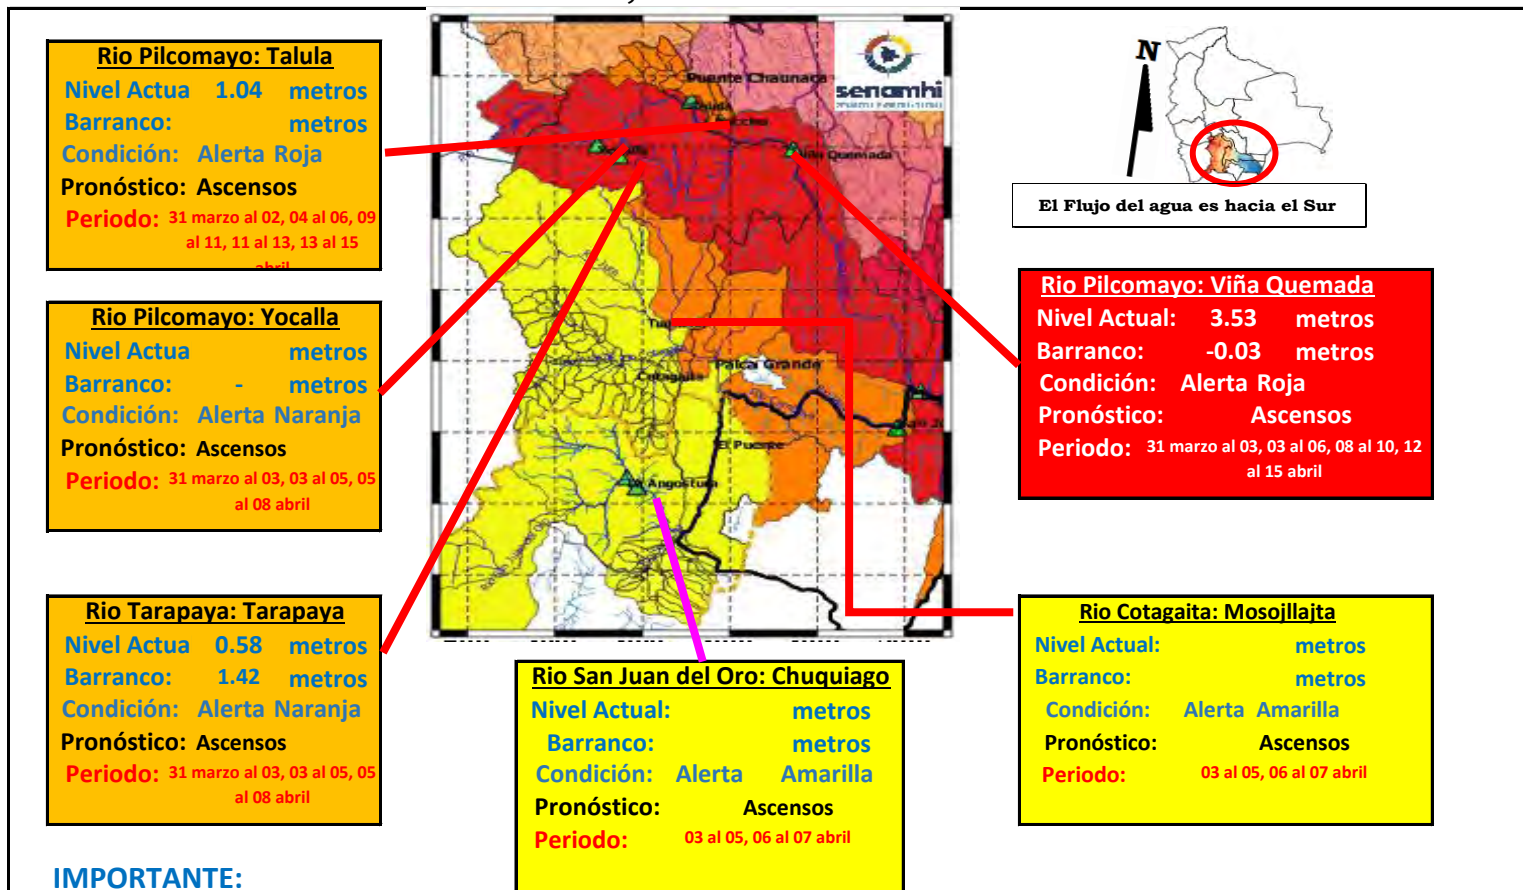 Rio Pilcomayo: Talula
Nivel Actua 1.04 metros
Barranco: metros
Condición: Alerta Roja
Pronóstico: Ascensos
Periodo: 31 marzo al 02, 04 al 06, 09
al 11, 11 al 13, 13 al 15
abril
Rio Pilcomayo: Yocalla
Nivel Actua metros
Barranco: - metros
Condición: Alerta Naranja
Pronóstico: Ascensos
Periodo: 31 marzo al 03, 03 al 05, 05
al 08 abril
Rio Tarapaya: Tarapaya
Nivel Actua 0.58 metros
Barranco: 1.42 metros
Condición: Alerta Naranja
Pronóstico: Ascensos
Periodo: 31 marzo al 03, 03 al 05, 05
al 08 abril
IMPORTANTE:
Puente Chaunaca
senamhi
Viña Quemada
Palca Grande
Cotagaita
El Puente
Angostura
Rio San Juan del Oro: Chuquiago
Nivel Actual: metros
Barranco: metros
Condición: Alerta Amarilla
Pronóstico: Ascensos
Periodo: 03 al 05, 06 al 07 abril
N
El Flujo del agua es hacia el Sur
Rio Pilcomayo: Viña Quemada
Nivel Actual: 3.53 metros
Barranco: -0.03 metros
Condición: Alerta Roja
Pronóstico: Ascensos
Periodo: 31 marzo al 03, 03 al 06, 08 al 10, 12
al 15 abril
Rio Cotagaita: Mosojllajta
Nivel Actual: metros
Barranco: metros
Condición: Alerta Amarilla
Pronóstico: Ascensos
Periodo: 03 al 05, 06 al 07 abril